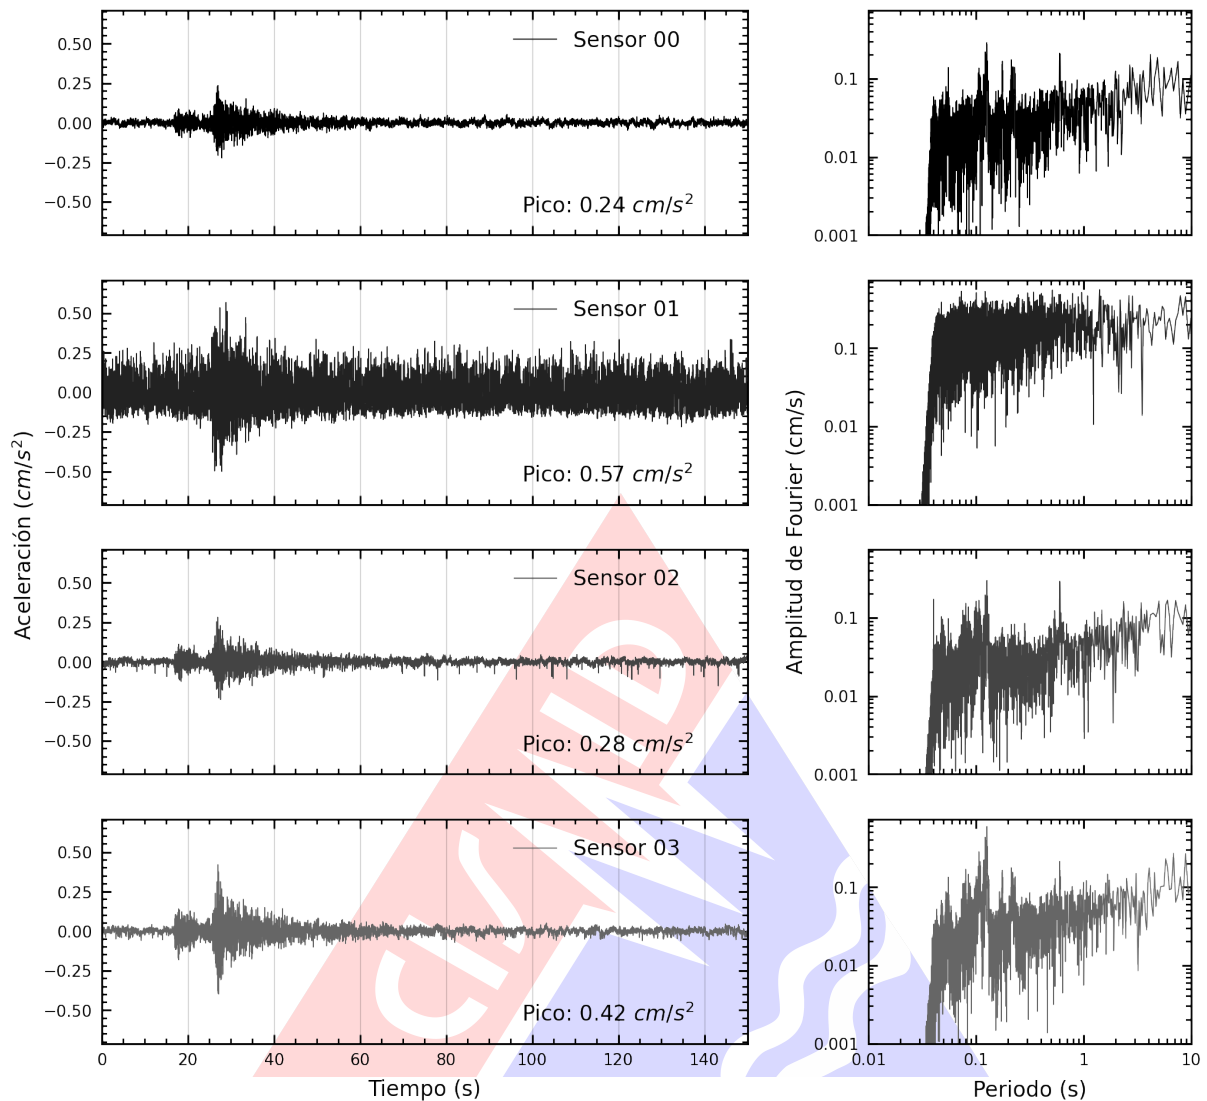 Aceleración (cm/s²)
0.50
0.25
0.00
−0.25
−0.50
Sensor 00
Pico: 0.24 cm/s²
0.50
0.25
0.00
−0.25
−0.50
Sensor 01
Pico: 0.57 cm/s²
0.50
0.25
0.00
−0.25
−0.50
Sensor 02
Pico: 0.28 cm/s²
0.50
0.25
0.00
−0.25
−0.50
Sensor 03
Pico: 0.42 cm/s²
0 20 40 60 80 100 120 140
Tiempo (s)
Amplitud de Fourier (cm/s)
0.1
0.01
0.001
0.1
0.01
0.001
0.1
0.01
0.001
0.1
0.01
0.001
0.01 0.1 1 10
Periodo (s)
CISMID